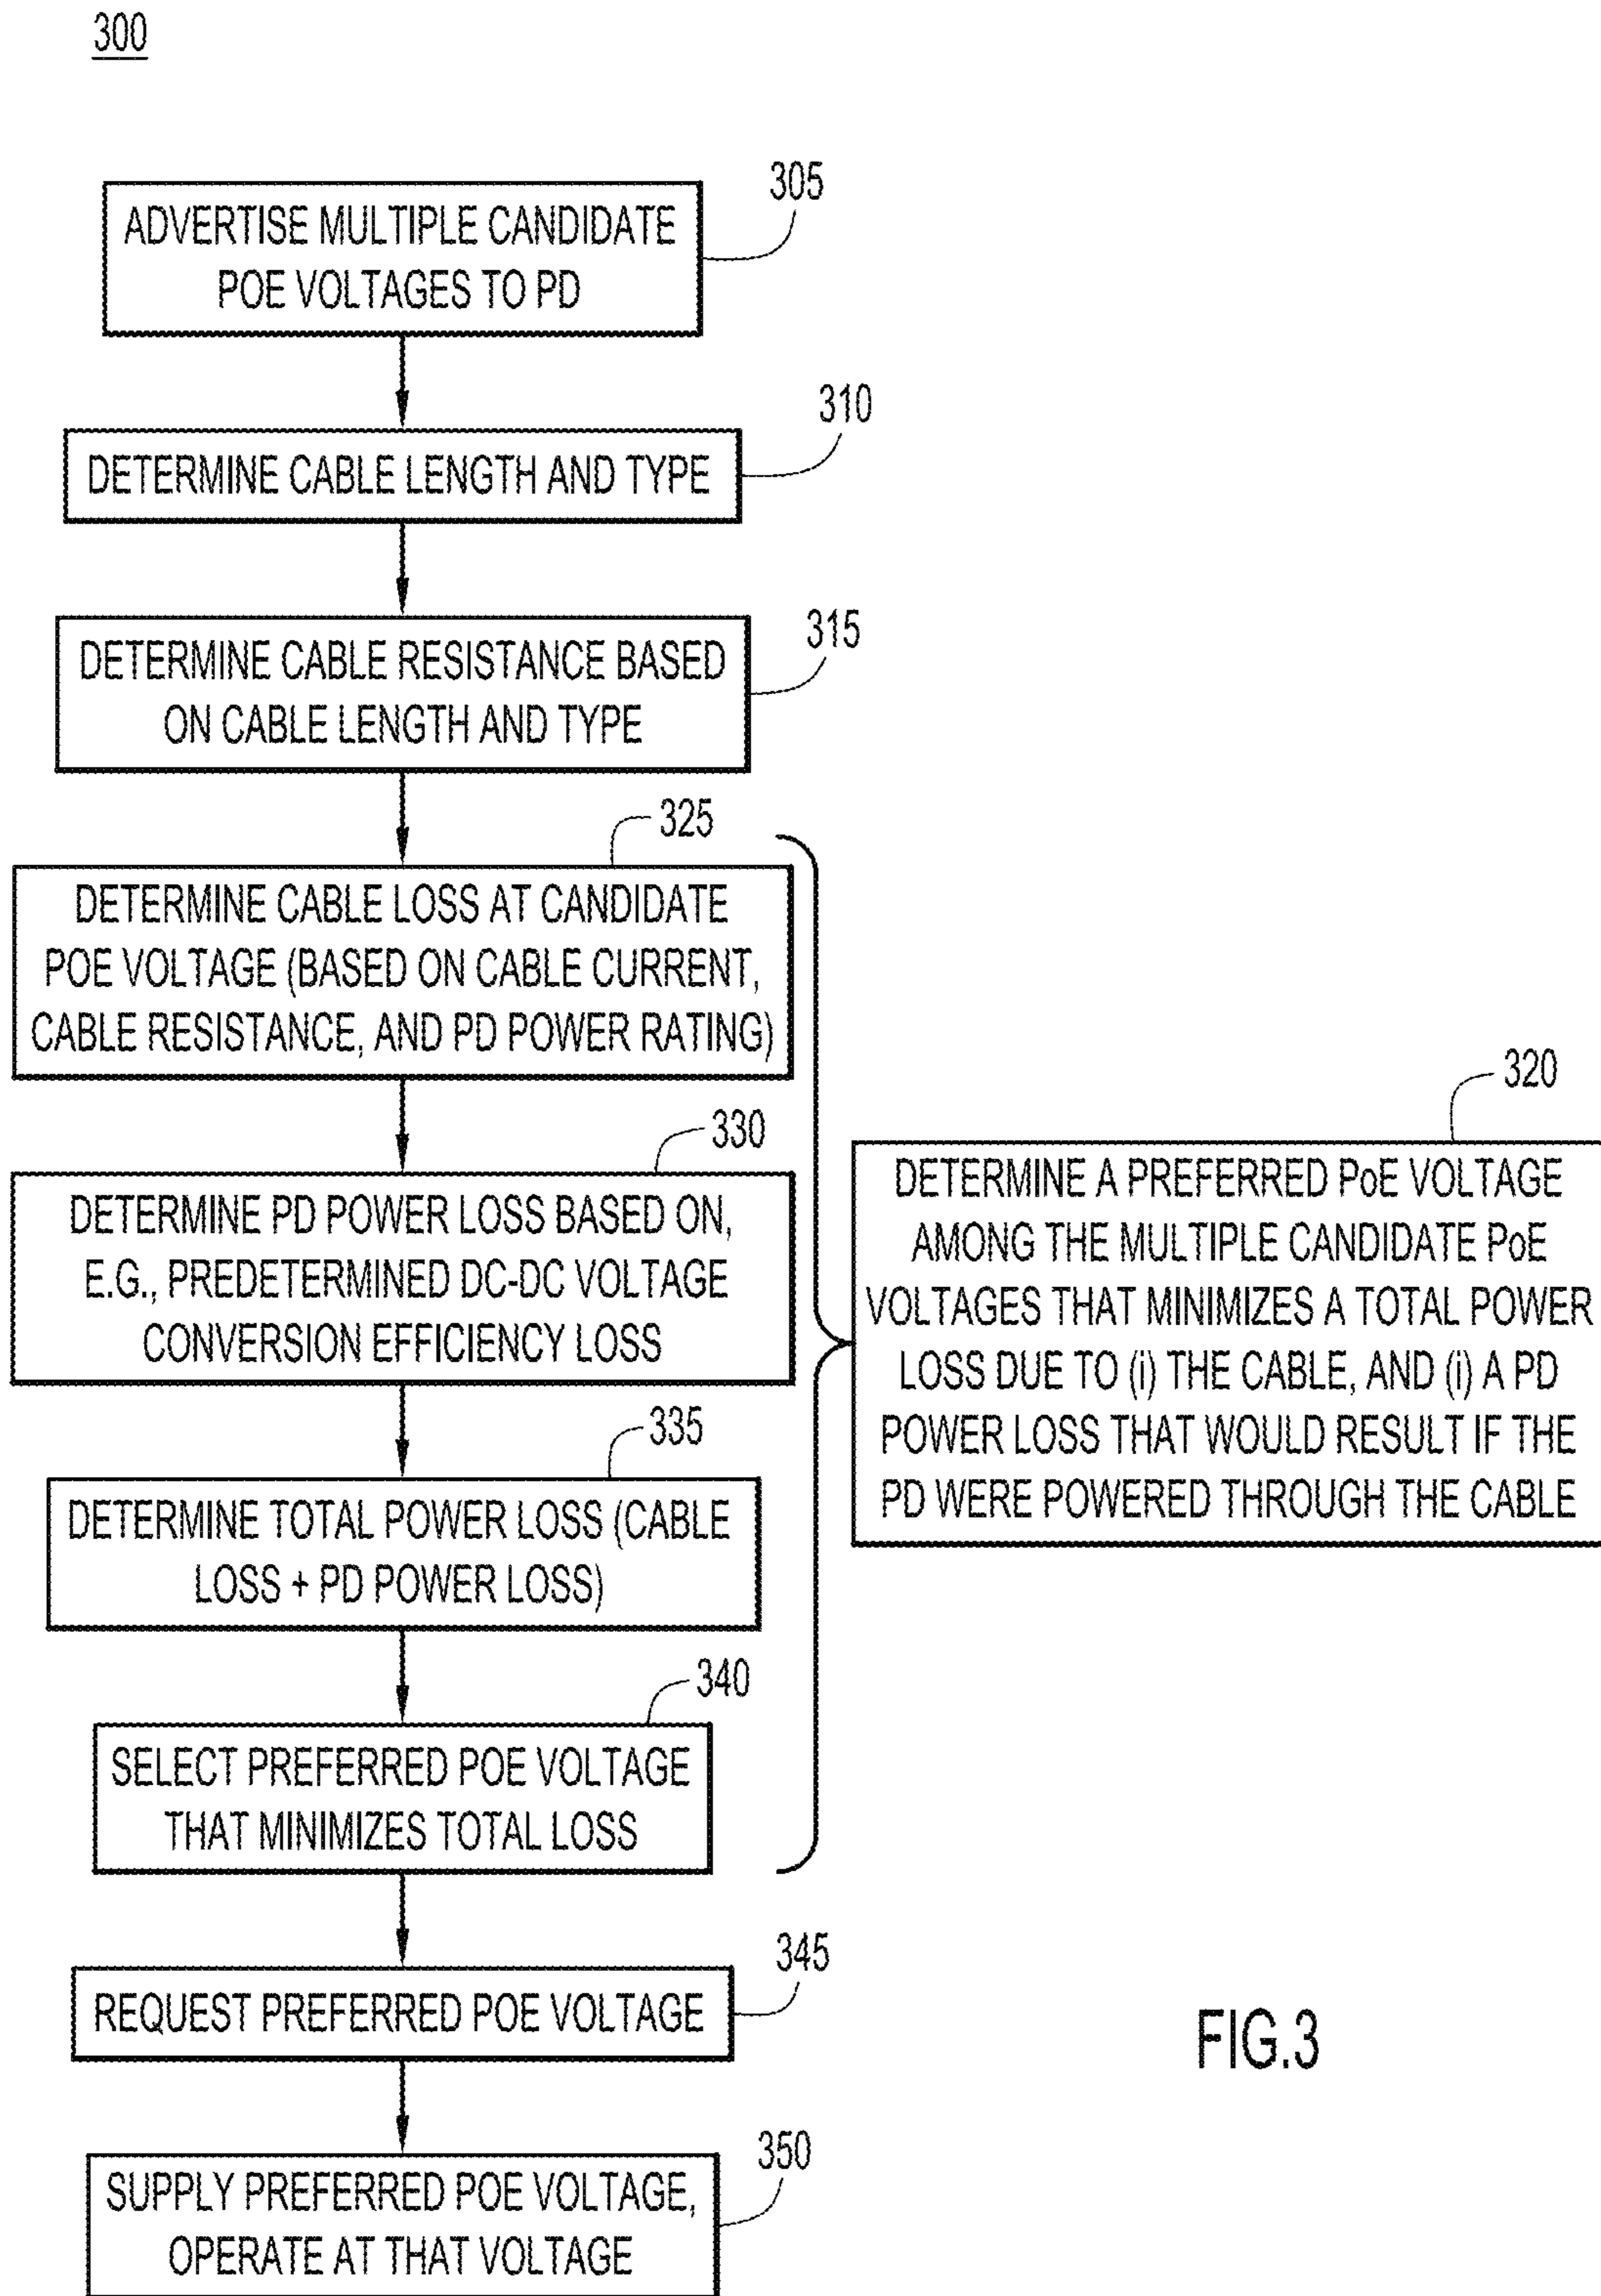 300
305
ADVERTISE MULTIPLE CANDIDATE
POE VOLTAGES TO PD
310
DETERMINE CABLE LENGTH AND TYPE
315
DETERMINE CABLE RESISTANCE BASED
ON CABLE LENGTH AND TYPE
325
DETERMINE CABLE LOSS AT CANDIDATE
POE VOLTAGE (BASED ON CABLE CURRENT,
CABLE RESISTANCE, AND PD POWER RATING)
330
DETERMINE PD POWER LOSS BASED ON,
E.G., PREDETERMINED DC-DC VOLTAGE
CONVERSION EFFICIENCY LOSS
335
DETERMINE TOTAL POWER LOSS (CABLE
LOSS + PD POWER LOSS)
340
SELECT PREFERRED POE VOLTAGE
THAT MINIMIZES TOTAL LOSS
320
DETERMINE A PREFERRED PoE VOLTAGE
AMONG THE MULTIPLE CANDIDATE PoE
VOLTAGES THAT MINIMIZES A TOTAL POWER
LOSS DUE TO (i) THE CABLE, AND (i) A PD
POWER LOSS THAT WOULD RESULT IF THE
PD WERE POWERED THROUGH THE CABLE
345
REQUEST PREFERRED POE VOLTAGE
350
SUPPLY PREFERRED POE VOLTAGE,
OPERATE AT THAT VOLTAGE
FIG.3